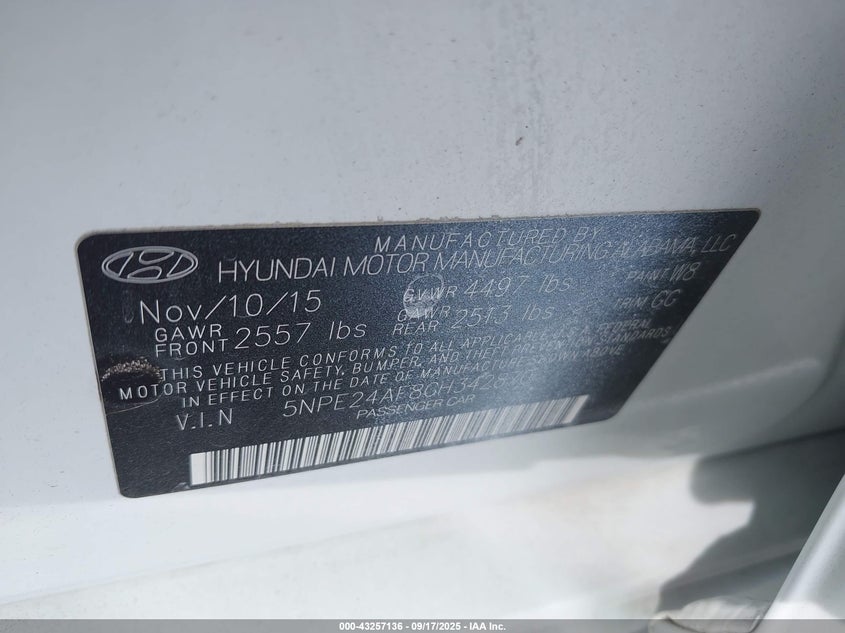 MANUFACTURED BY
HYUNDAI MOTOR MANUFACTURING ALABAMA, LLC
Nov/10/15 GVWR 4497 lbs PAINT W8
GAWR FRONT 2557 lbs GAWR REAR 2513 lbs TRIM GG
THIS VEHICLE CONFORMS TO ALL APPLICABLE U.S. & FEDERAL
MOTOR VEHICLE SAFETY, BUMPER, AND THEFT PREVENTION STANDARDS
IN EFFECT ON THE DATE OF MANUFACTURE SHOWN ABOVE
V.I.N
PASSENGER CAR
000-43257136 - 09/17/2025 - IAA Inc.